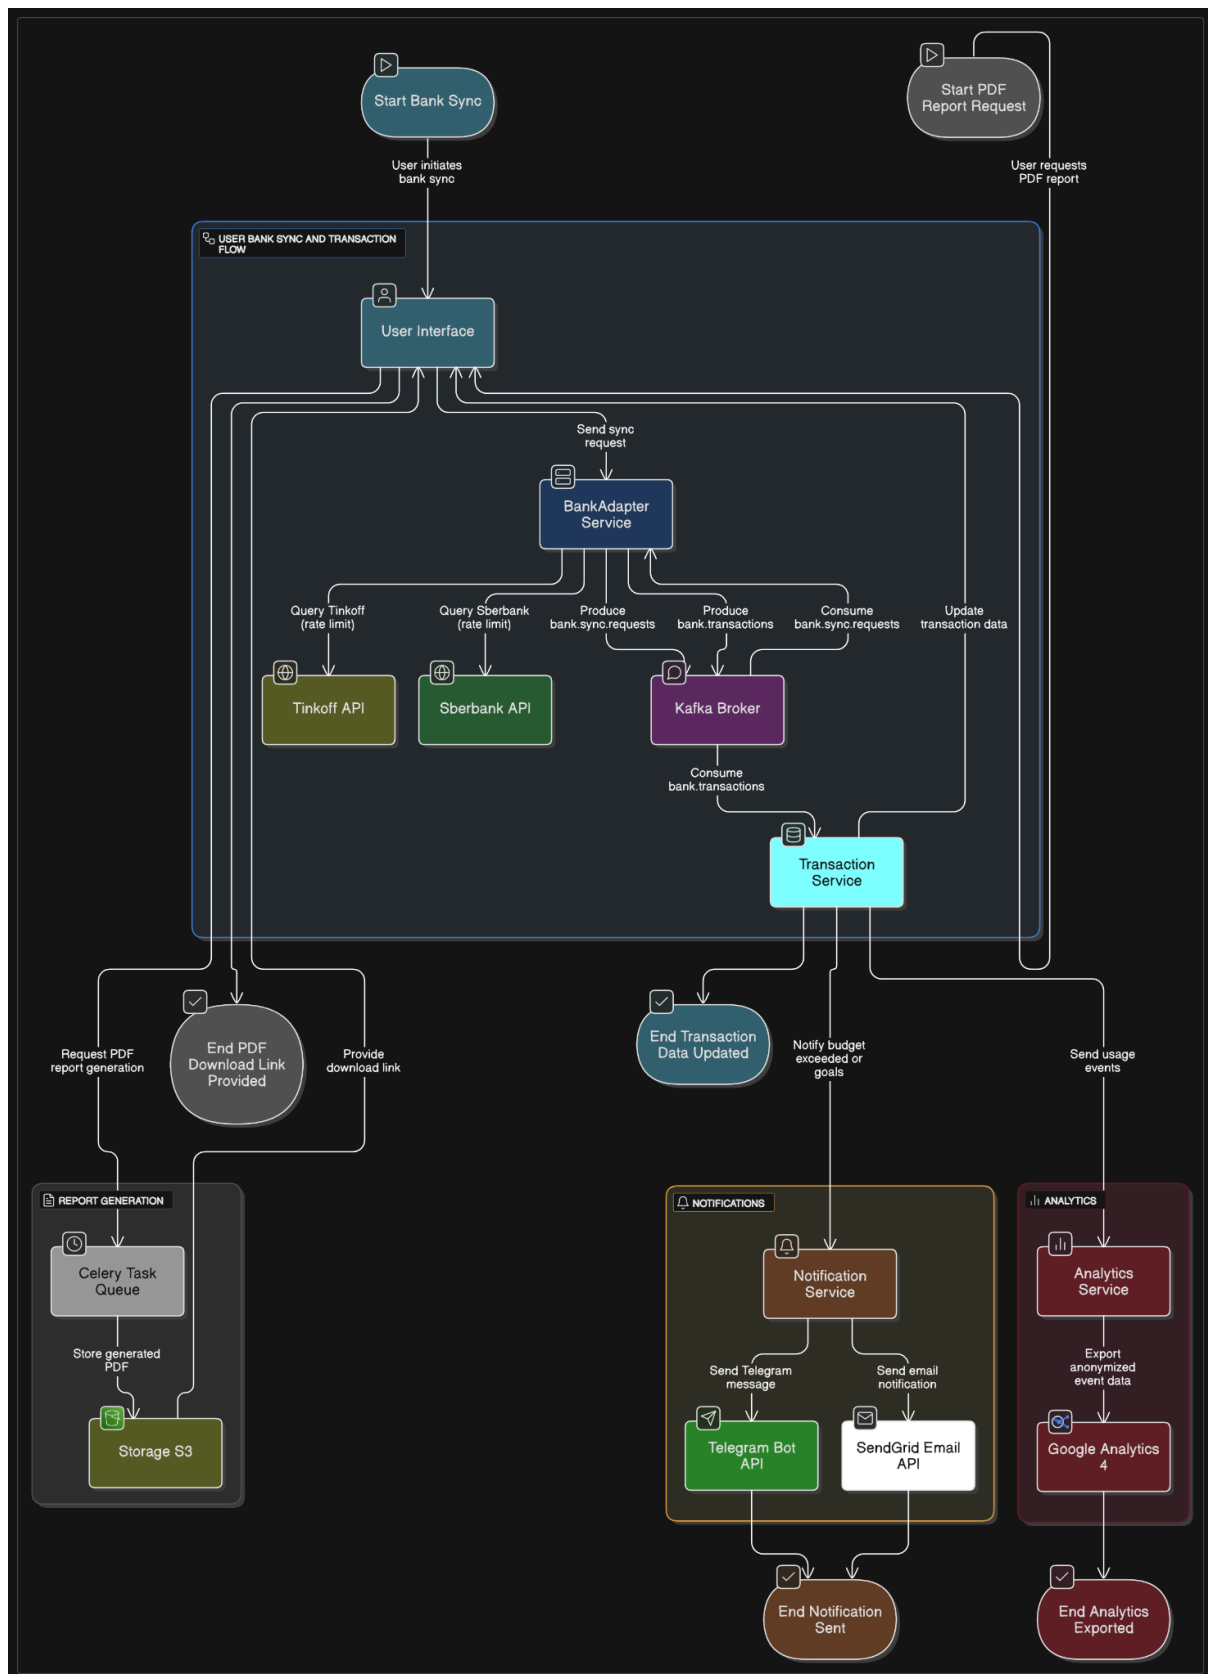 Start Bank Sync
Start PDF
Report Request
User initiates
bank sync
User requests
PDF report
USER BANK SYNC AND TRANSACTION
FLOW
User Interface
Send sync
request
BankAdapter
Service
Query Tinkoff
(rate limit)
Query Sberbank
(rate limit)
Produce
bank.sync.requests
Produce
bank.transactions
Consume
bank.sync.requests
Update
transaction data
Tinkoff API
Sberbank API
Kafka Broker
Consume
bank.transactions
Transaction
Service
End PDF
Download Link
Provided
Request PDF
report generation
Provide
download link
End Transaction
Data Updated
Notify budget
exceeded or
goals
Send usage
events
REPORT GENERATION
NOTIFICATIONS
ANALYTICS
Celery Task
Queue
Notification
Service
Analytics
Service
Store generated
PDF
Send Telegram
message
Send email
notification
Export
anonymized
event data
Storage S3
Telegram Bot
API
SendGrid Email
API
Google Analytics
4
End Notification
Sent
End Analytics
Exported